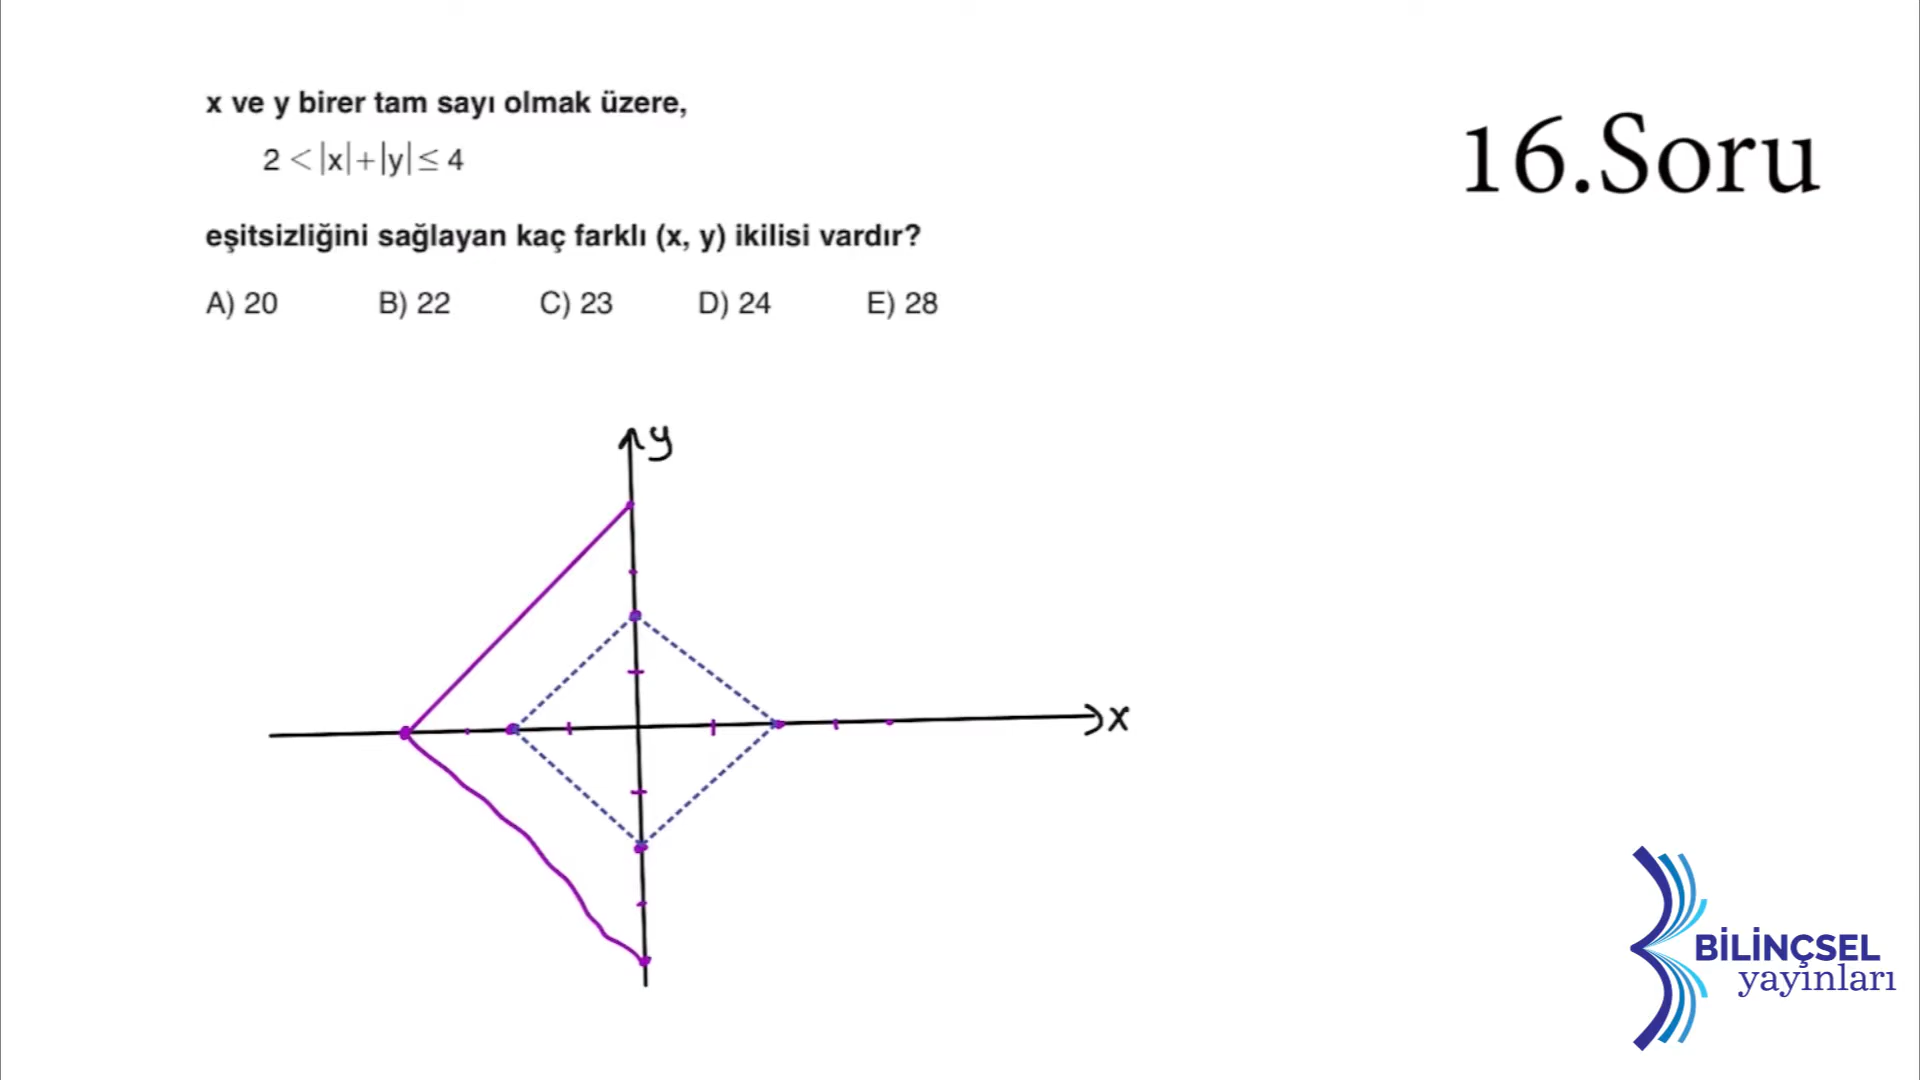 x ve y birer tam sayı olmak üzere,
2 < |x| + |y| ≤ 4
eşitsizliğini sağlayan kaç farklı (x, y) ikilisi vardır?
A) 20 B) 22 C) 23 D) 24 E) 28
16.Soru
y
x
BİLİNÇSEL
yayınları